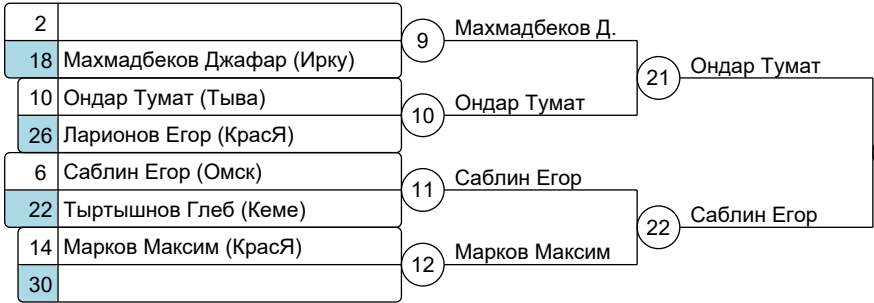 2
9
Махмадбеков Д.
18 Махмадбеков Джафар (Ирку)
21
Ондар Тумат
10 Ондар Тумат (Тыва)
10
Ондар Тумат
26 Ларионов Егор (КрасЯ)
6 Саблин Егор (Омск)
11
Саблин Егор
22 Тыртышнов Глеб (Кеме)
22
Саблин Егор
14 Марков Максим (КрасЯ)
12
Марков Максим
30